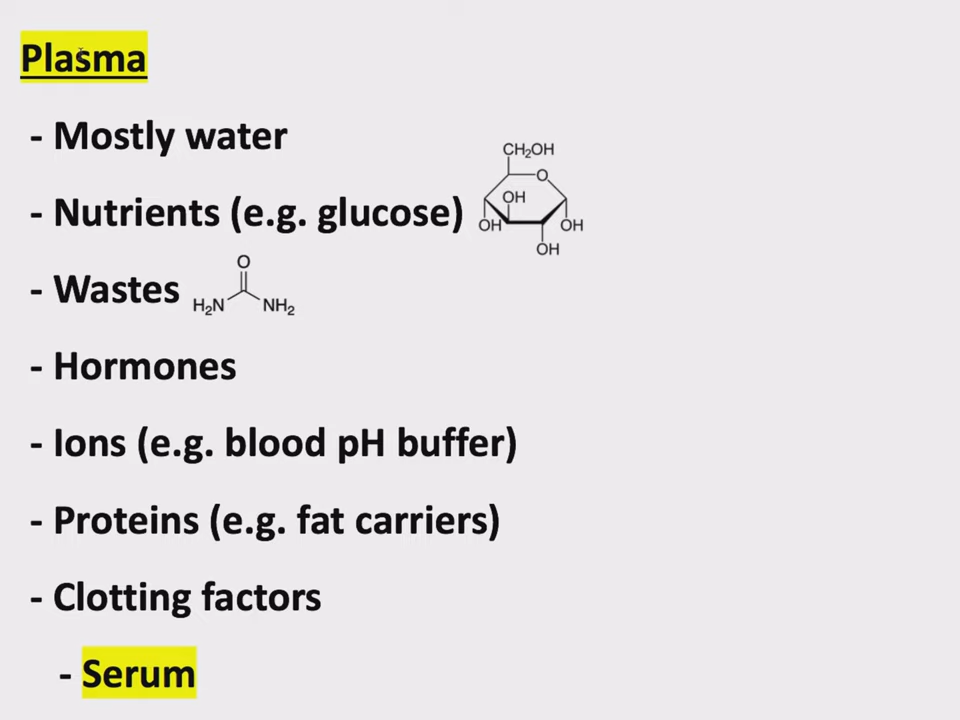 Plasma
- Mostly water
- Nutrients (e.g. glucose)
CH₂OH
O
OH
OH
OH
OH
- Wastes
O
H₂N
NH₂
- Hormones
- Ions (e.g. blood pH buffer)
- Proteins (e.g. fat carriers)
- Clotting factors
- Serum